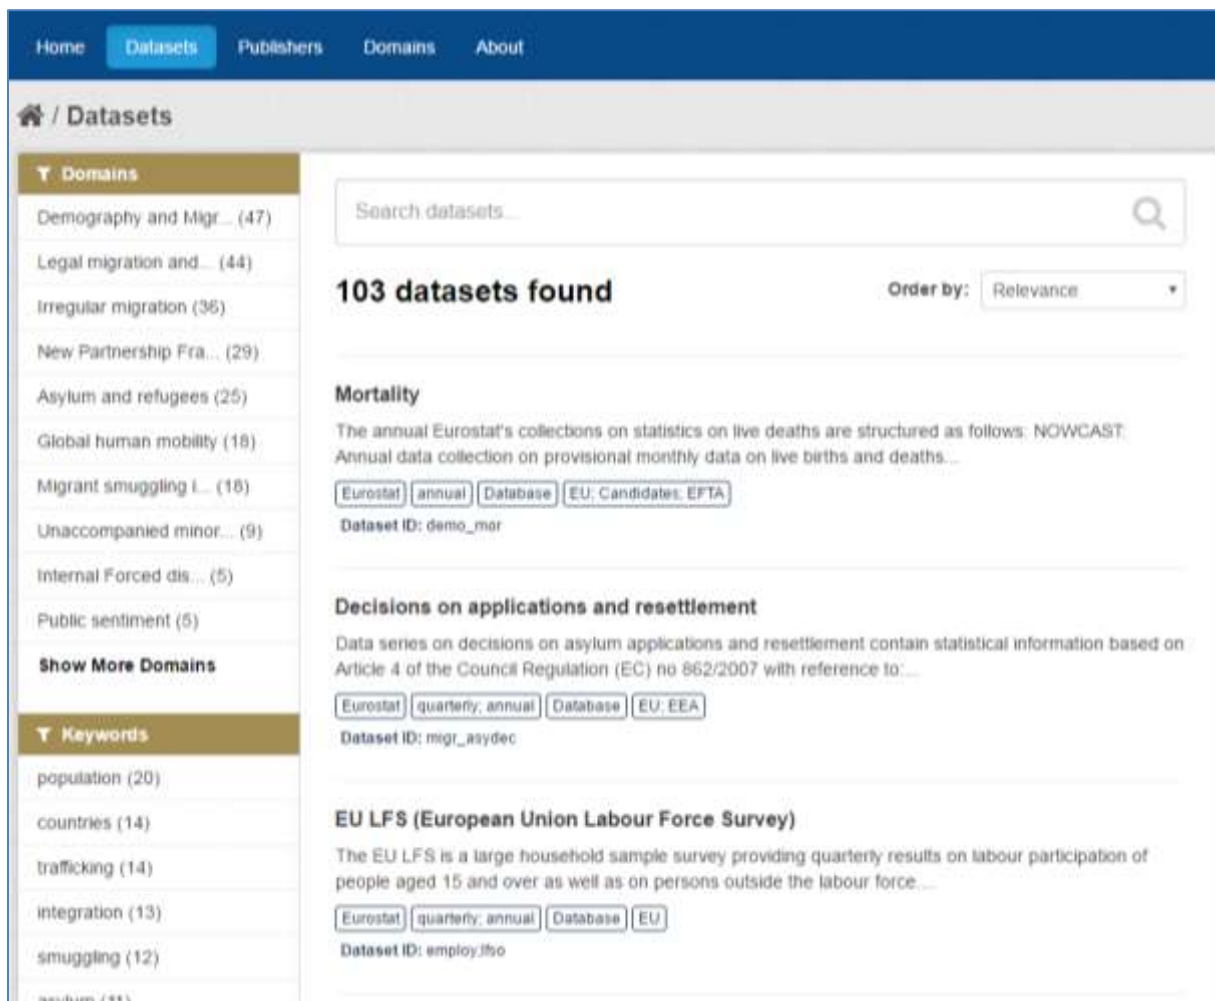 Home Datasets Publishers Domains About
/ Datasets
Domains
Demography and Migr... (47)
Legal migration and... (44)
Irregular migration (36)
New Partnership Fra... (29)
Asylum and refugees (25)
Global human mobility (18)
Migrant smuggling i... (16)
Unaccompanied minor... (9)
Internal Forced dis... (5)
Public sentiment (5)
Show More Domains
Keywords
population (20)
countries (14)
trafficking (14)
integration (13)
smuggling (12)
asylum (11)
Search datasets...
103 datasets found
Order by: Relevance
Mortality
The annual Eurostat's collections on statistics on live deaths are structured as follows: NOWCAST:
Annual data collection on provisional monthly data on live births and deaths...
Eurostat annual Database EU; Candidates; EFTA
Dataset ID: demo_mor
Decisions on applications and resettlement
Data series on decisions on asylum applications and resettlement contain statistical information based on
Article 4 of the Council Regulation (EC) no 862/2007 with reference to:...
Eurostat quarterly; annual Database EU; EEA
Dataset ID: migr_asydec
EU LFS (European Union Labour Force Survey)
The EU LFS is a large household sample survey providing quarterly results on labour participation of
people aged 15 and over as well as on persons outside the labour force....
Eurostat quarterly; annual Database EU
Dataset ID: employ;lfso